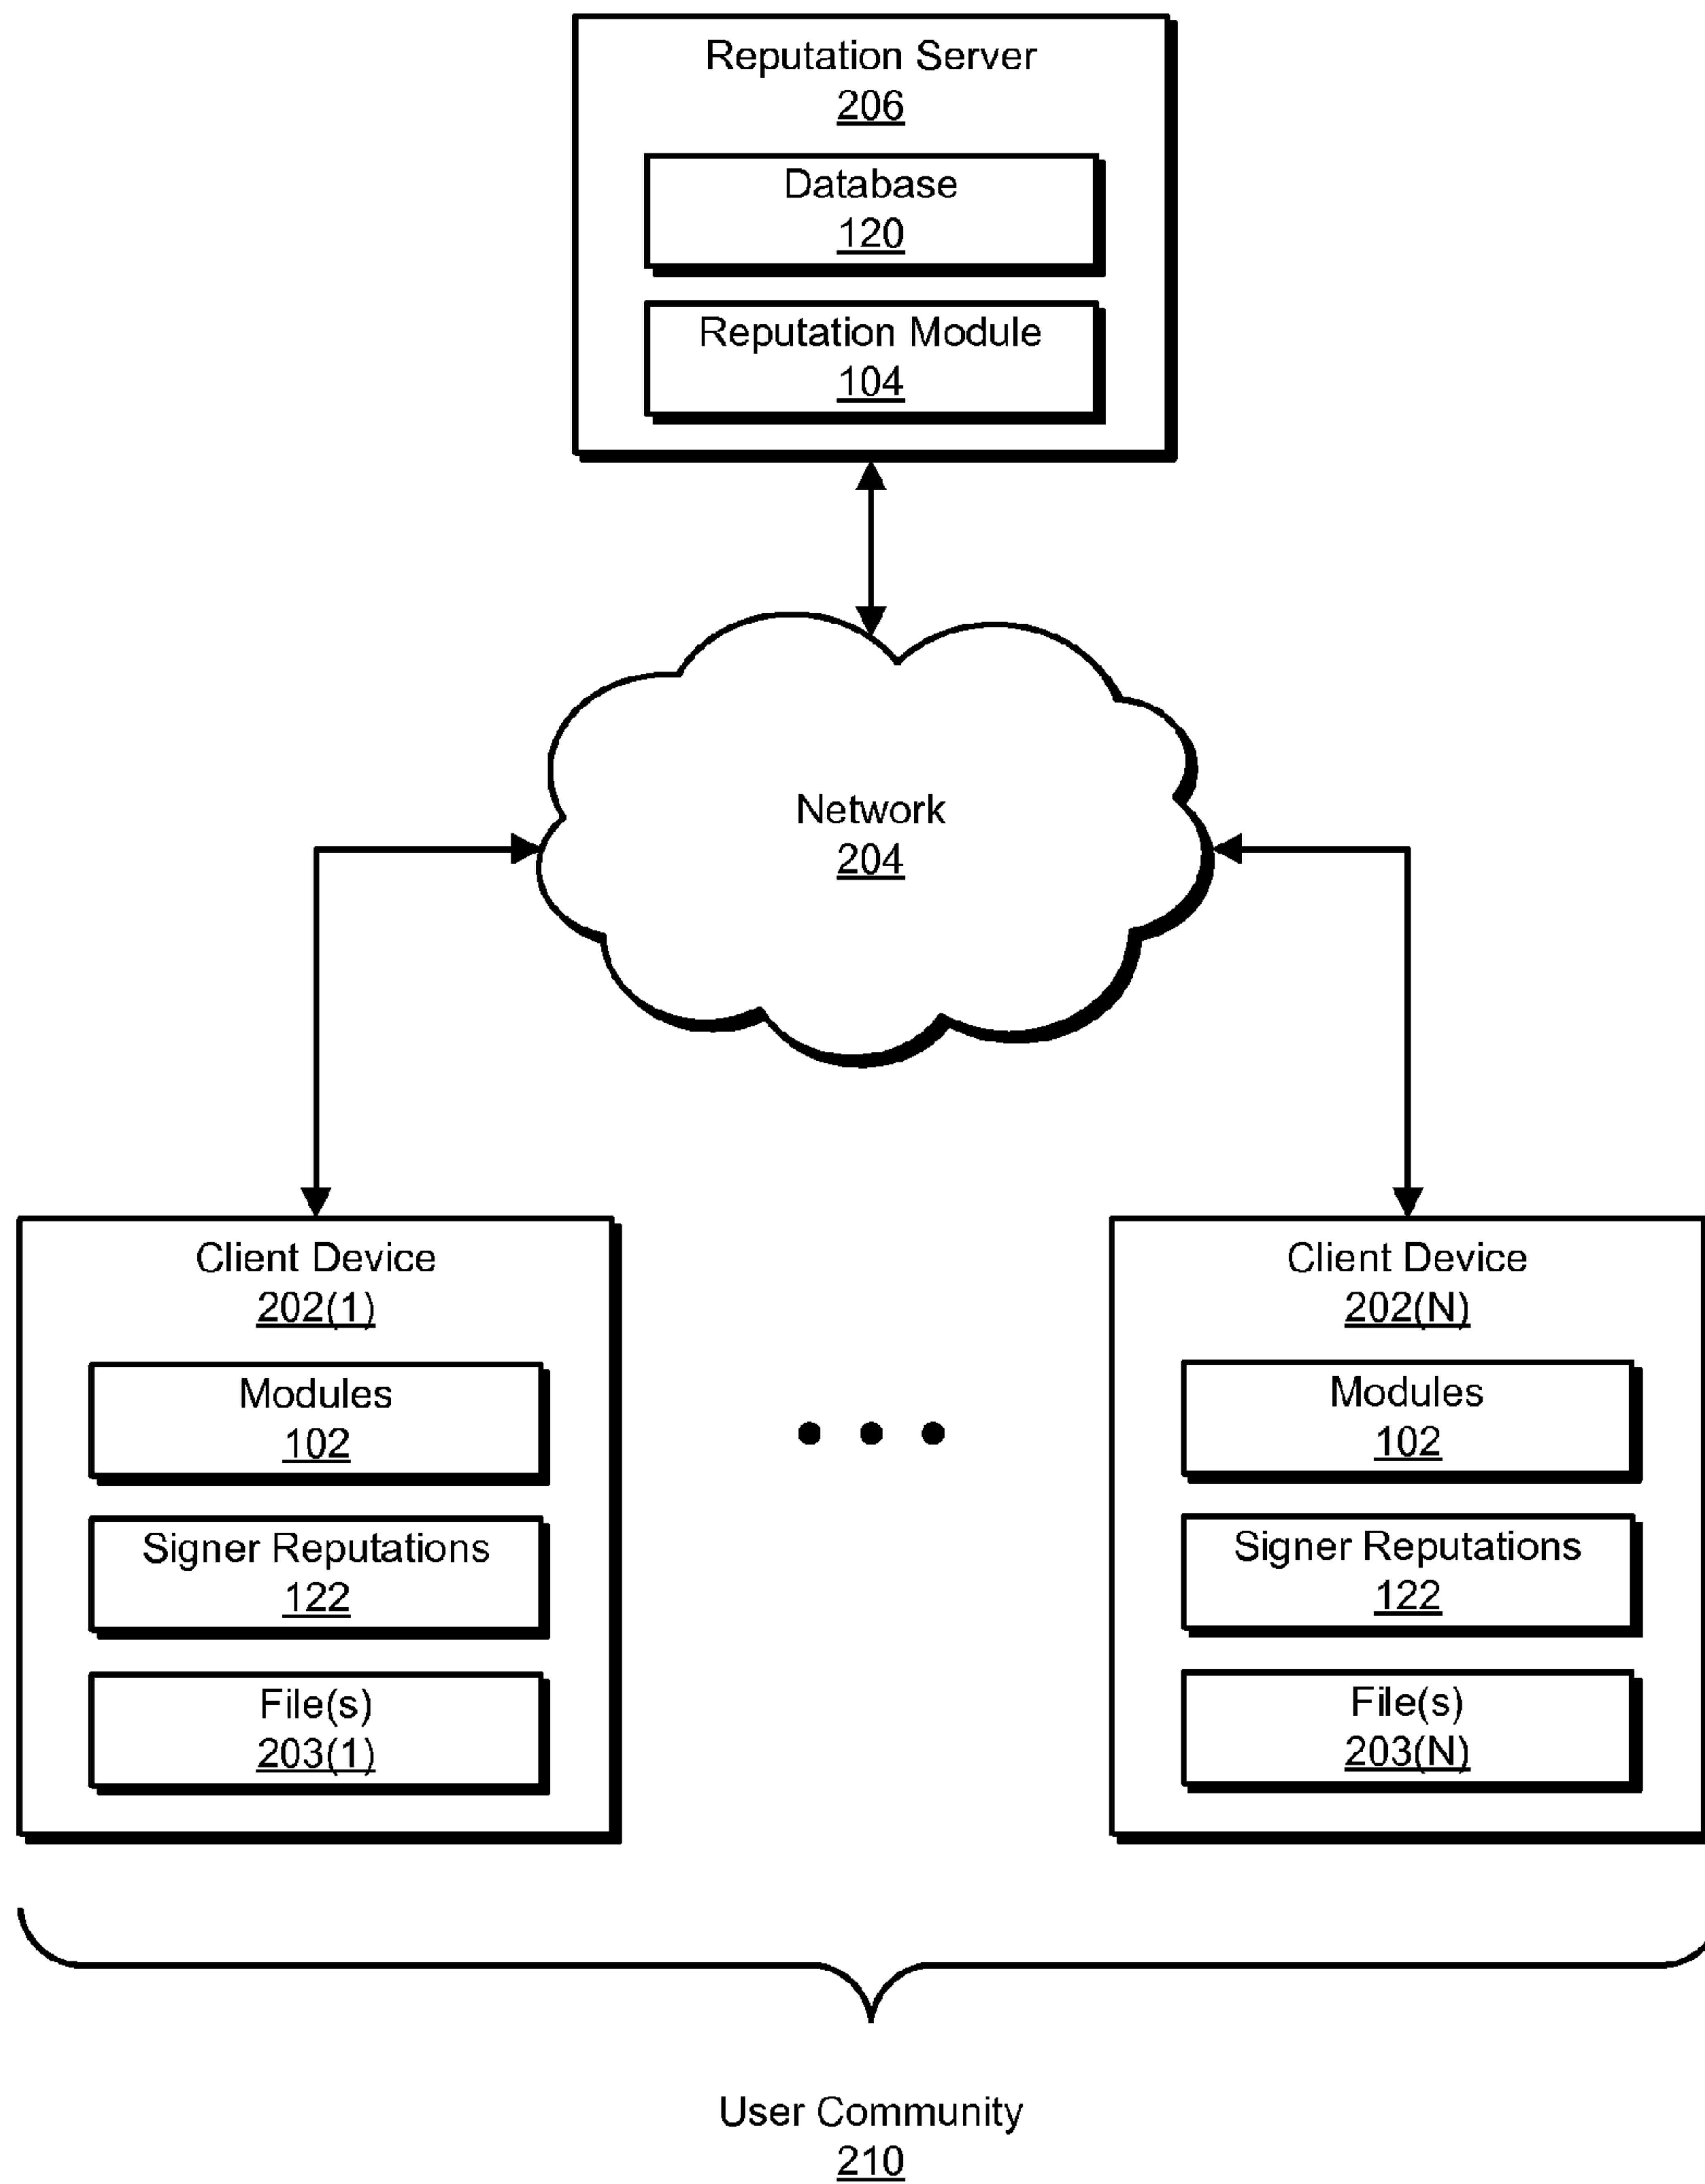 Reputation Server
206
Database
120
Reputation Module
104
Network
204
Client Device
202(1)
Modules
102
Signer Reputations
122
File(s)
203(1)
Client Device
202(N)
Modules
102
Signer Reputations
122
File(s)
203(N)
User Community
210